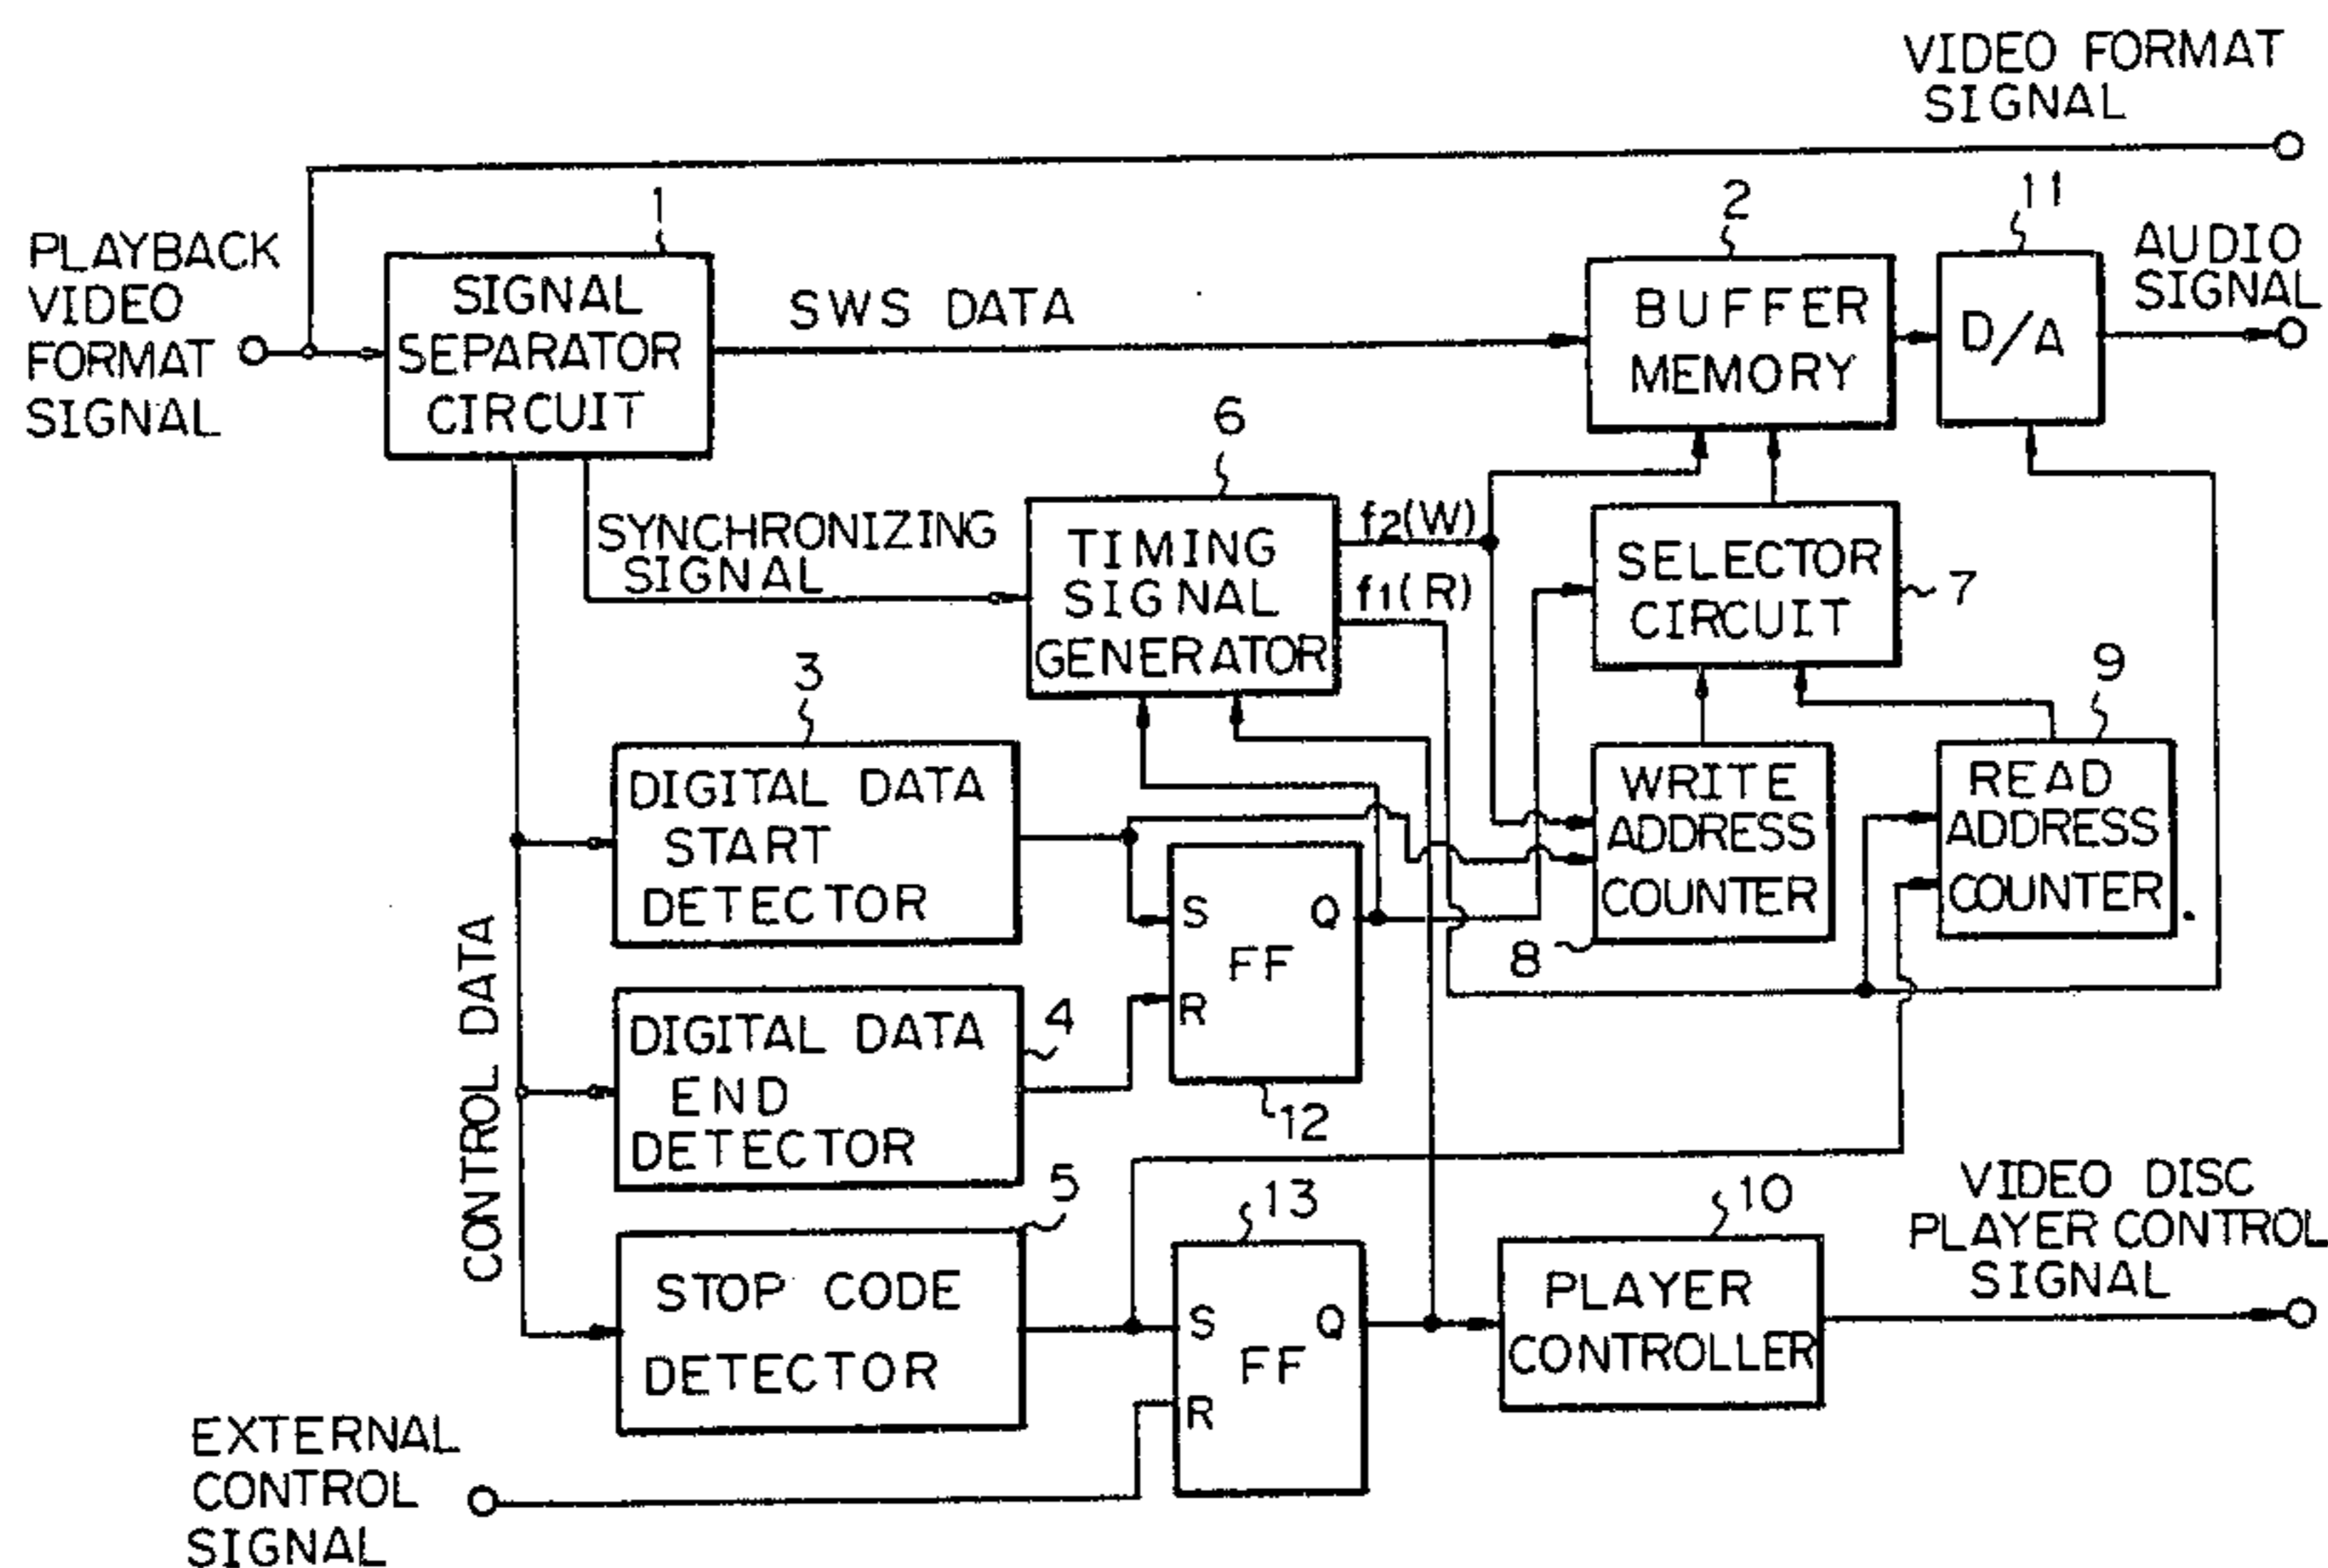 VIDEO FORMAT
SIGNAL
1
2
11
PLAYBACK
VIDEO
FORMAT
SIGNAL
SIGNAL
SEPARATOR
CIRCUIT
SWS DATA
BUFFER
MEMORY
D/A
AUDIO
SIGNAL
6
SYNCHRONIZING
SIGNAL
TIMING
SIGNAL
GENERATOR
f2(W)
f1(R)
SELECTOR
CIRCUIT
7
3
9
DIGITAL DATA
START
DETECTOR
WRITE
ADDRESS
COUNTER
8
READ
ADDRESS
COUNTER
S
Q
FF
R
12
CONTROL DATA
DIGITAL DATA
END
DETECTOR
4
5
13
10
STOP CODE
DETECTOR
S
Q
FF
R
PLAYER
CONTROLLER
VIDEO DISC
PLAYER CONTROL
SIGNAL
EXTERNAL
CONTROL
SIGNAL